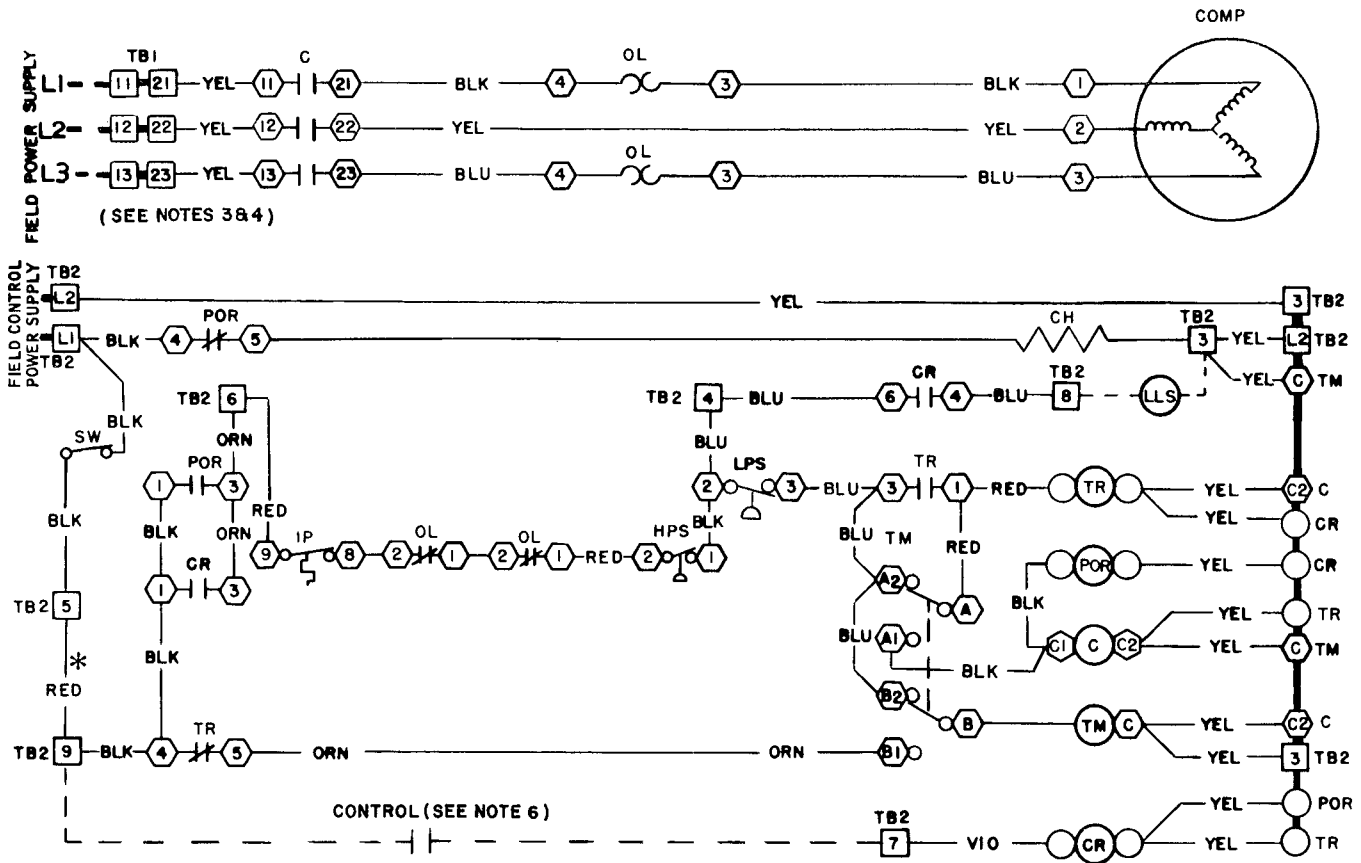 COMP
FIELD POWER SUPPLY
TB1 C OL
L1 11 21 YEL 11 21 BLK 4 3 BLK 1
L2 12 22 YEL 12 22 YEL YEL 2
OL
L3 13 23 YEL 13 23 BLU 4 3 BLU 3
(SEE NOTES 3&4)
FIELD CONTROL
POWER SUPPLY
TB2
L2 YEL 3 TB2
POR CH TB2
L1 BLK 4 5 3 YEL L2 TB2
TB2
YEL C TM
CR TB2
TB2 6 TB2 4 BLU 6 4 BLU 8 LLS
BLK
SW ORN BLU
POR LPS TR
1 3 2 3 BLU 3 1 RED TR YEL C2 C
BLK RED BLK YEL CR
BLK ORN IP OL OL HPS BLU TM RED
9 8 2 1 2 1 RED 2 1
CR A2 POR YEL CR
1 3 A BLK
TB2 5 TR
BLU A1 C1 C C2 YEL
YEL C TM
* BLK BLK
RED B2
B TM C YEL C2 C
TR
TB2 9 BLK 4 5 ORN ORN B1 YEL 3 TB2
CONTROL (SEE NOTE 6)
YEL POR
TB2
7 VIO CR YEL TR